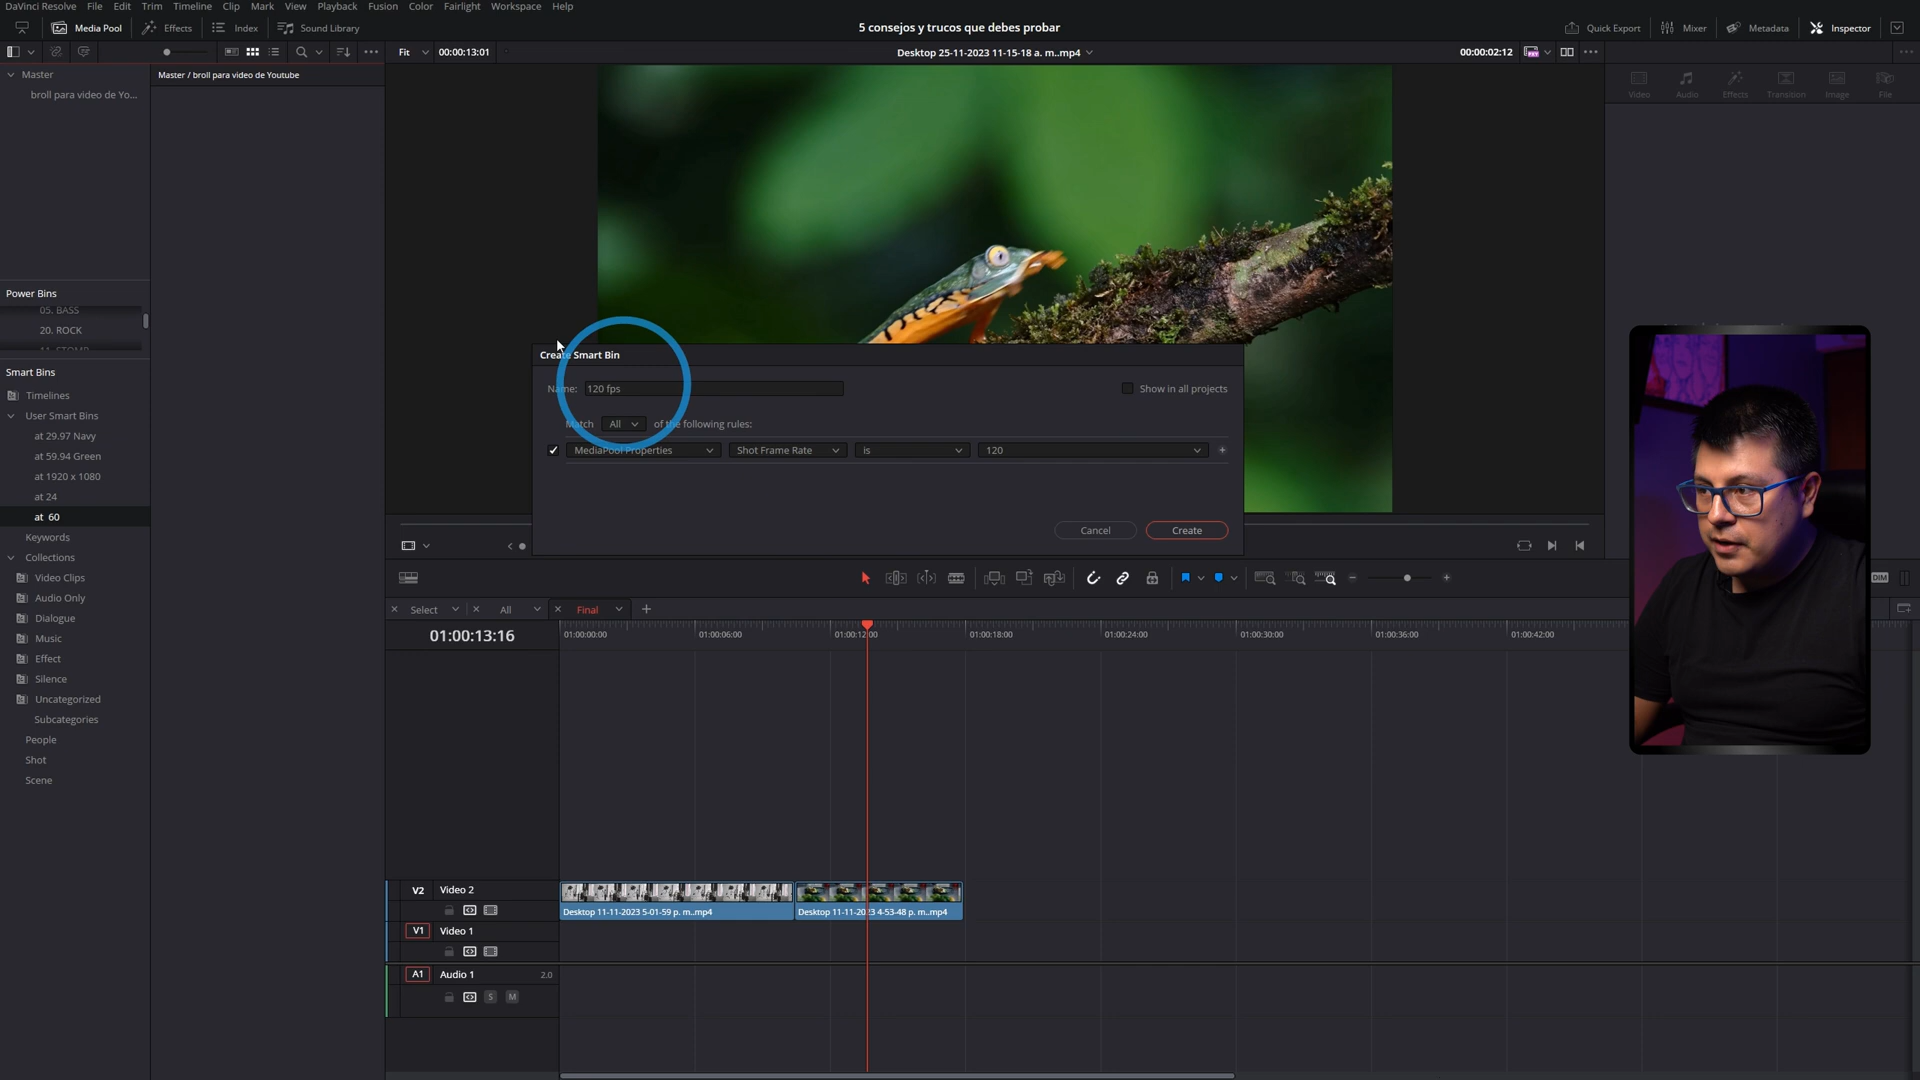 DaVinci Resolve File Edit Trim Timeline Clip Mark View Playback Fusion Color Fairlight Workspace Help
Media Pool Effects Index Sound Library
5 consejos y trucos que debes probar
Quick Export Mixer Metadata Inspector
Fit 00:00:13:01
Desktop 25-11-2023 11-15-18 a. m..mp4
00:00:02:12
Master
broll para video de Yo...
Master / broll para video de Youtube
Video Audio Effects Transition Image File
Power Bins
05. BASS
20. ROCK
Smart Bins
Timelines
User Smart Bins
at 29.97 Navy
at 59.94 Green
at 1920 x 1080
at 24
at 60
Keywords
Collections
Video Clips
Audio Only
Dialogue
Music
Effect
Silence
Uncategorized
Subcategories
People
Shot
Scene
Create Smart Bin
Name: 120 fps
Show in all projects
Match All of the following rules:
MediaPool Properties Shot Frame Rate is 120
Cancel Create
DIM
Select All Final
01:00:13:16
01:00:00:00 01:00:06:00 01:00:12:00 01:00:18:00 01:00:24:00 01:00:30:00 01:00:36:00 01:00:42:00
V2 Video 2
Desktop 11-11-2023 5-01-59 p. m..mp4
Desktop 11-11-2023 4-53-48 p. m..mp4
V1 Video 1
A1 Audio 1 2.0
S M